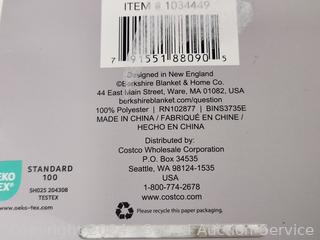 ITEM # 1034449
7 91551 88090 5
Designed in New England
©Berkshire Blanket & Home Co.
44 East Main Street, Ware, MA 01082, USA
berkshireblanket.com/question
100% Polyester | RN102877 | BINS3735E
MADE IN CHINA / FABRIQUÉ EN CHINE /
HECHO EN CHINA
Distributed by:
Costco Wholesale Corporation
P.O. Box 34535
Seattle, WA 98124-1535
USA
1-800-774-2678
www.costco.com
Please recycle this paper packaging.
EKO
TEX®
STANDARD
100
SH025 204308
TESTEX
www.oeko-tex.com